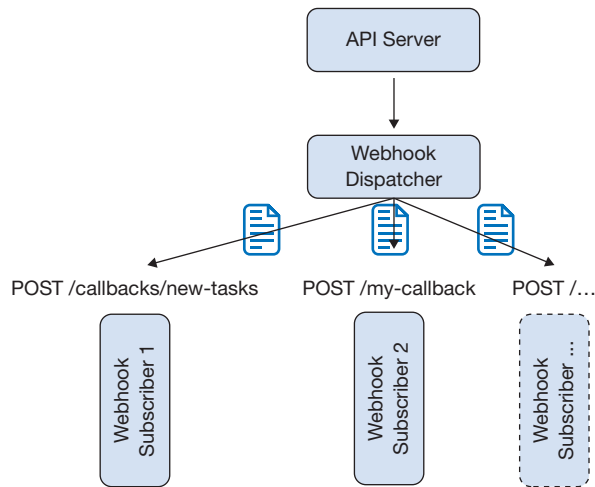 API Server
Webhook
Dispatcher
POST /callbacks/new-tasks
POST /my-callback
POST /…
Webhook
Subscriber 1
Webhook
Subscriber 2
Webhook
Subscriber ...